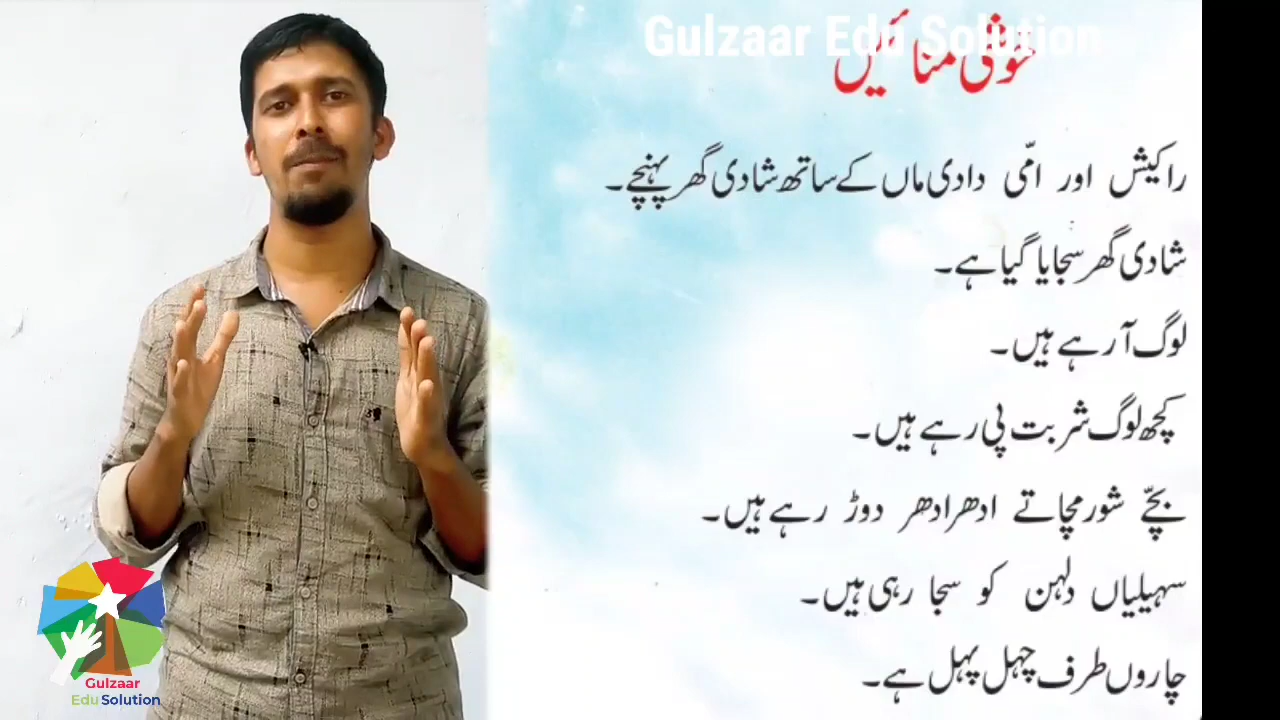 Gulzaar Edu Solution
خوشی منائیں
راکیش اور امّی دادی ماں کے ساتھ شادی گھر پہنچے۔
شادی گھر سجایا گیا ہے۔
لوگ آ رہے ہیں۔
کچھ لوگ شربت پی رہے ہیں۔
بچّے شور مچاتے ادھر ادھر دوڑ رہے ہیں۔
سہیلیاں دلہن کو سجا رہی ہیں۔
چاروں طرف چہل پہل ہے۔
Gulzaar
Edu Solution